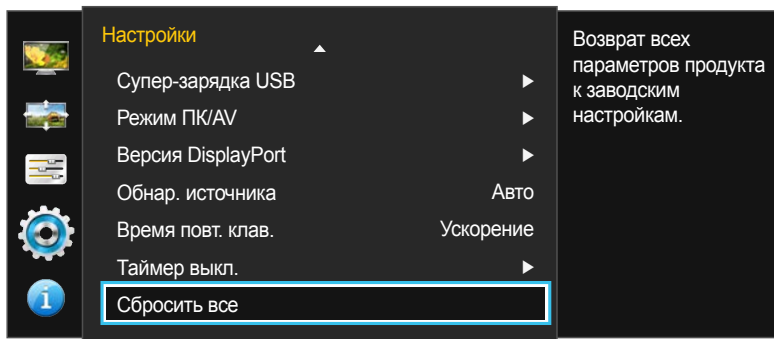 Настройки
Супер-зарядка USB
Режим ПК/AV
Версия DisplayPort
Обнар. источника Авто
Время повт. клав. Ускорение
Таймер выкл.
Сбросить все
Возврат всех
параметров продукта
к заводским
настройкам.